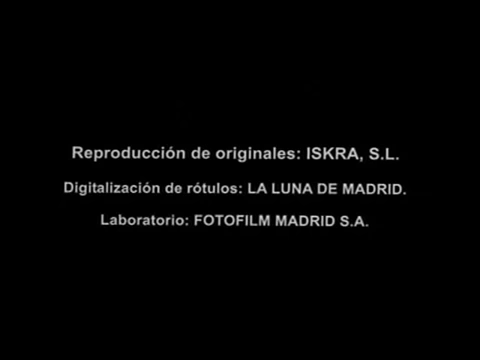 Reproducción de originales: ISKRA, S.L.
Digitalización de rótulos: LA LUNA DE MADRID.
Laboratorio: FOTOFILM MADRID S.A.